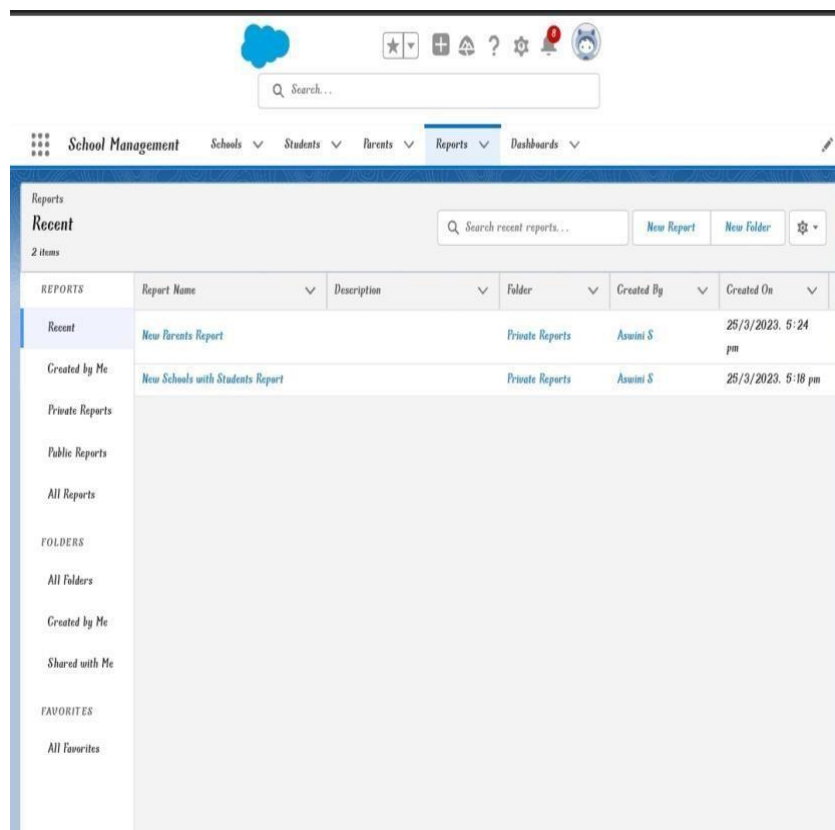 8
Search...
School Management Schools Students Parents Reports Dashboards
Reports
Recent
2 items
Search recent reports...
New Report
New Folder
REPORTS
Recent
Created by Me
Private Reports
Public Reports
All Reports
FOLDERS
All Folders
Created by Me
Shared with Me
FAVORITES
All Favorites
Report Name Description Folder Created By Created On
New Parents Report Private Reports Aswini S 25/3/2023. 5:24
pm
New Schools with Students Report Private Reports Aswini S 25/3/2023. 5:18 pm